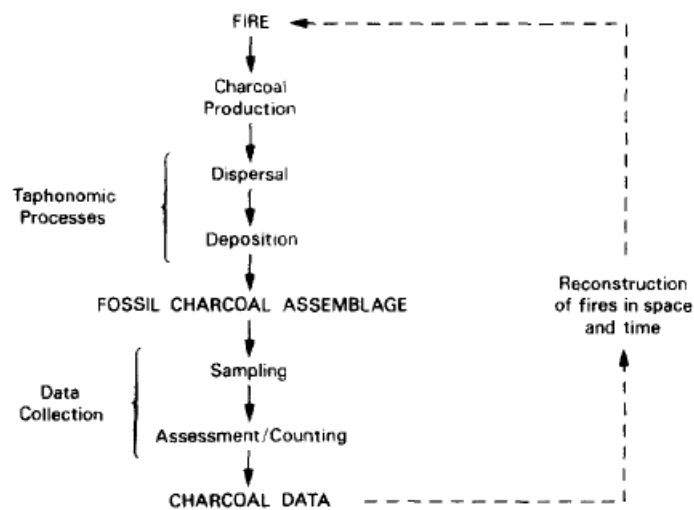 FIRE
Charcoal
Production
Dispersal
Taphonomic
Processes
Deposition
FOSSIL CHARCOAL ASSEMBLAGE
Reconstruction
of fires in space
and time
Sampling
Data
Collection
Assessment/Counting
CHARCOAL DATA